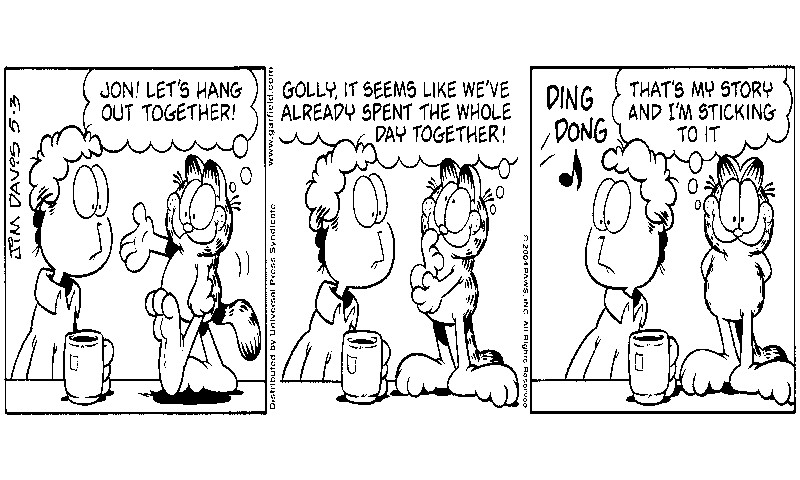 JON! LET'S HANG
OUT TOGETHER!
JIM DAVIS 5·3
www.garfield.com
Distributed by Universal Press Syndicate
GOLLY, IT SEEMS LIKE WE'VE
ALREADY SPENT THE WHOLE
DAY TOGETHER!
© 2004 PAWS, INC. All Rights Reserved
DING
DONG
THAT'S MY STORY
AND I'M STICKING
TO IT